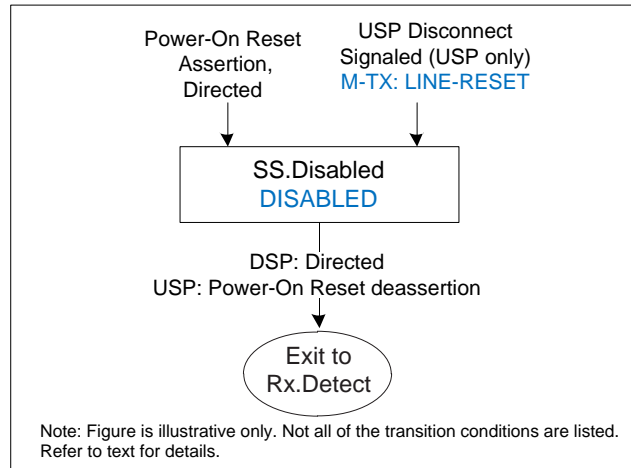 Power-On Reset
Assertion,
Directed
USP Disconnect
Signaled (USP only)
M-TX: LINE-RESET
SS.Disabled
DISABLED
DSP: Directed
USP: Power-On Reset deassertion
Exit to
Rx.Detect
Note: Figure is illustrative only. Not all of the transition conditions are listed.
Refer to text for details.